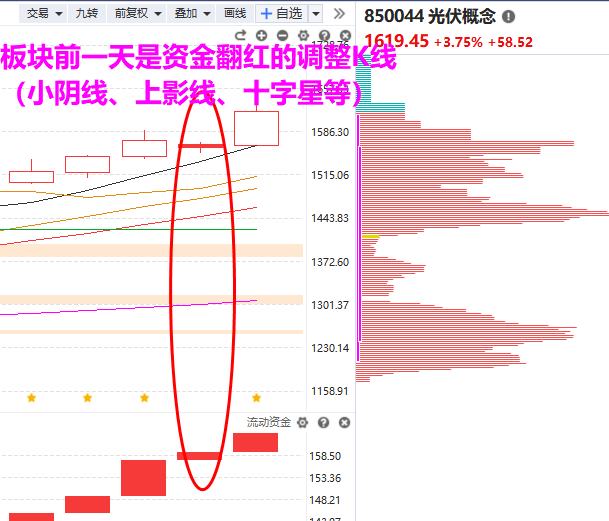 交易 九转 前复权 叠加 画线 +自选
850044 光伏概念
1619.45 +3.75% +58.52
1728.76
板块前一天是资金翻红的调整K线
（小阴线、上影线、十字星等）
1586.30
1515.06
1443.83
1372.60
1301.37
1230.14
1158.91
流动资金
158.50
153.36
148.21